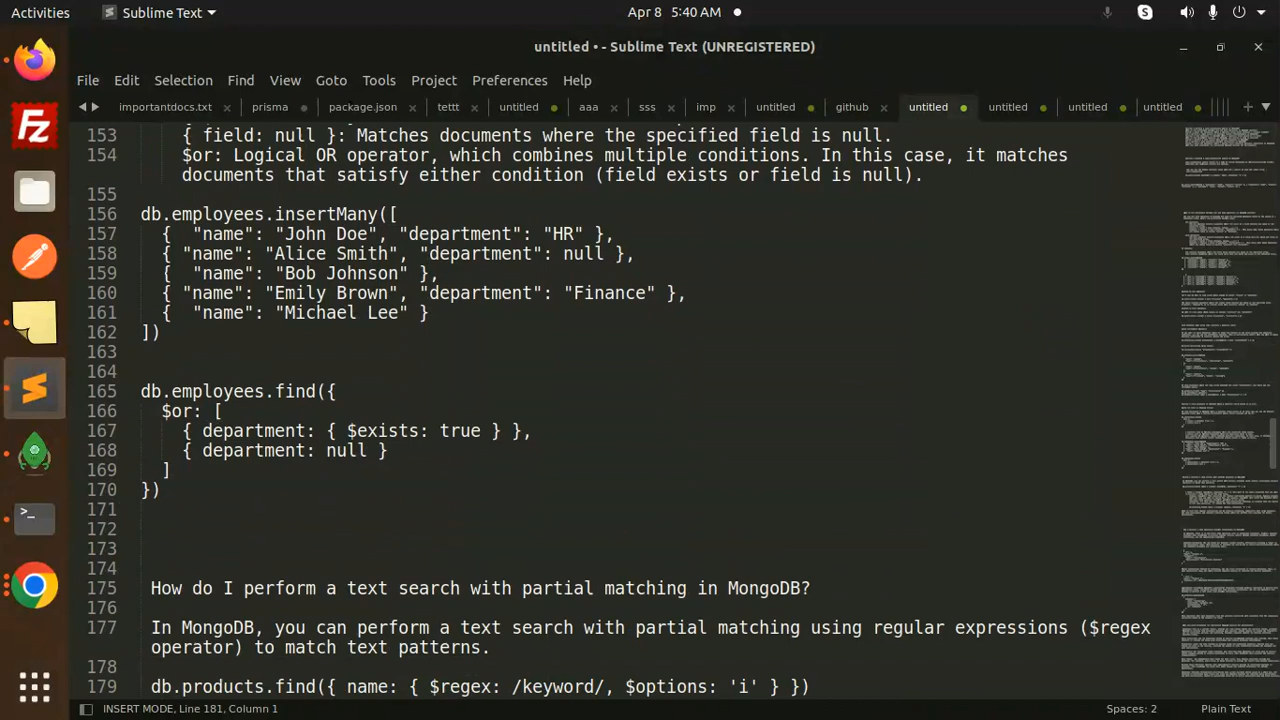 Activities Sublime Text Apr 8 5:40 AM
untitled • - Sublime Text (UNREGISTERED)
File Edit Selection Find View Goto Tools Project Preferences Help
importantdocs.txt prisma package.json tettt untitled aaa sss imp untitled github untitled untitled untitled untitled
153 { field: null }: Matches documents where the specified field is null.
154 $or: Logical OR operator, which combines multiple conditions. In this case, it matches
documents that satisfy either condition (field exists or field is null).
155
156 db.employees.insertMany([
157 { "name": "John Doe", "department": "HR" },
158 { "name": "Alice Smith", "department": null },
159 { "name": "Bob Johnson" },
160 { "name": "Emily Brown", "department": "Finance" },
161 { "name": "Michael Lee" }
162 ])
163
164
165 db.employees.find({
166 $or: [
167 { department: { $exists: true } },
168 { department: null }
169 ]
170 })
171
172
173
174
175 How do I perform a text search with partial matching in MongoDB?
176
177 In MongoDB, you can perform a text search with partial matching using regular expressions ($regex
operator) to match text patterns.
178
179 db.products.find({ name: { $regex: /keyword/, $options: 'i' } })
INSERT MODE, Line 181, Column 1 Spaces: 2 Plain Text